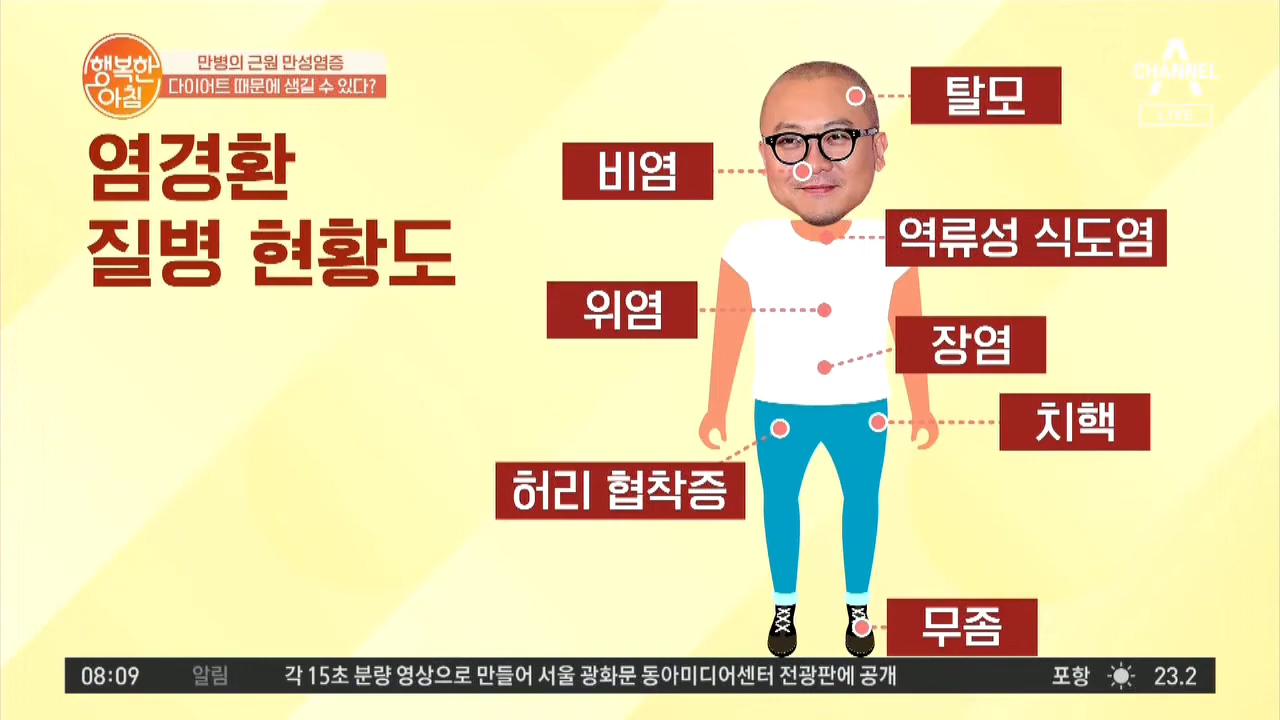 행복한
아침
만병의 근원 만성염증
다이어트 때문에 생길 수 있다?
CHANNEL
LIVE
염경환
질병 현황도
탈모
비염
역류성 식도염
위염
장염
치핵
허리 협착증
무좀
08:09 알림 각 15초 분량 영상으로 만들어 서울 광화문 동아미디어센터 전광판에 공개 포항 23.2